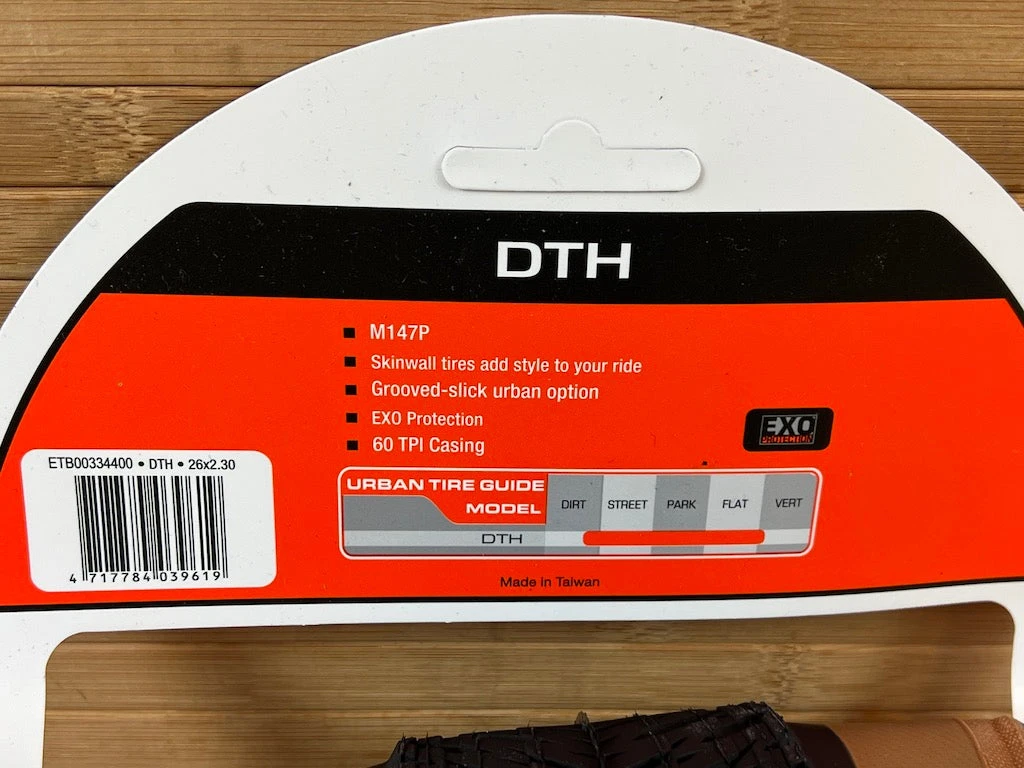 DTH
M147P
Skinwall tires add style to your ride
Grooved-slick urban option
EXO Protection
60 TPI Casing
EXO
PROTECTION
ETB00334400 • DTH • 26x2.30
4 717784 039619
URBAN TIRE GUIDE
MODEL DIRT STREET PARK FLAT VERT
DTH
Made in Taiwan